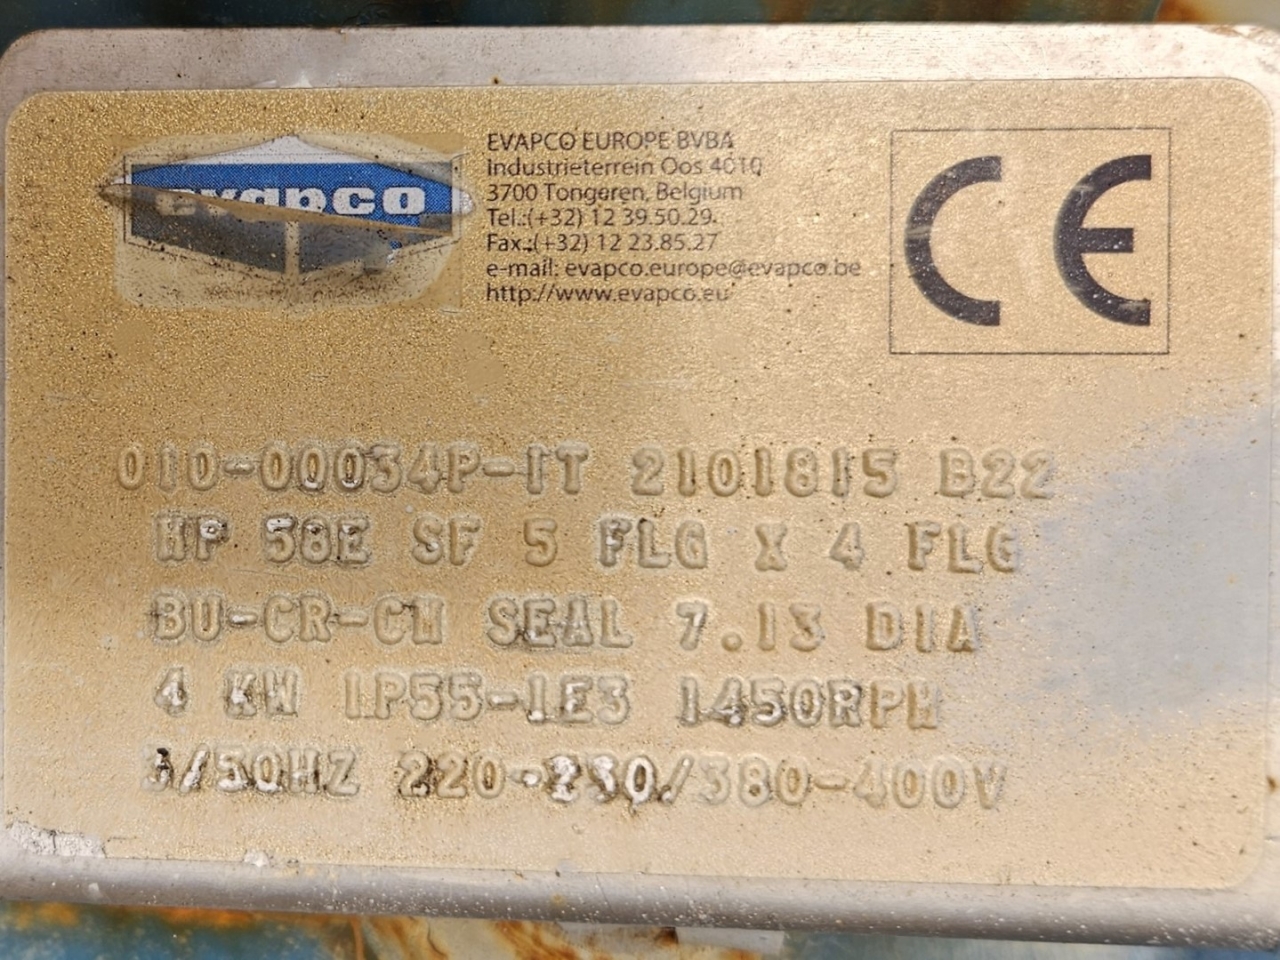 evapco
EVAPCO EUROPE BVBA
Industrieterrein Oos 4010
3700 Tongeren, Belgium
Tel.:(+32) 12 39.50.29
Fax.:(+32) 12 23.85.27
e-mail: evapco.europe@evapco.be
http://www.evapco.eu
CE
010-00034P-IT 2101815 B22
HP 58E SF 5 FLG X 4 FLG
BU-CR-CM SEAL 7.13 DIA
4 KW IP55-IE3 1450RPM
3/50HZ 220-230/380-400V